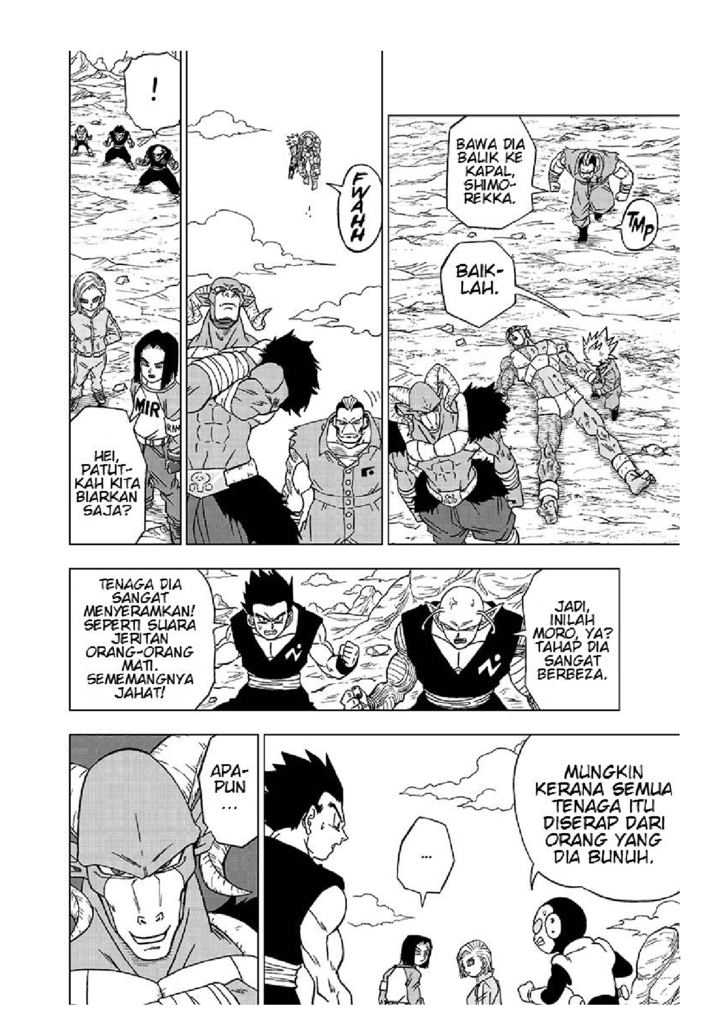 BAWA DIA
BALIK KE
KAPAL,
SHIMO-
REKKA.
TMP
BAIK-
LAH.
FWAHH
!
MIR
RAN
HEI,
PATUT-
KAH KITA
BIARKAN
SAJA?
JADI,
INILAH
MORO, YA?
TAHAP DIA
SANGAT
BERBEZA.
TENAGA DIA
SANGAT
MENYERAMKAN!
SEPERTI SUARA
JERITAN
ORANG-ORANG
MATI.
SEMEMANGNYA
JAHAT!
MUNGKIN
KERANA SEMUA
TENAGA ITU
DISERAP DARI
ORANG YANG
DIA BUNUH.
...
APA-
PUN
...